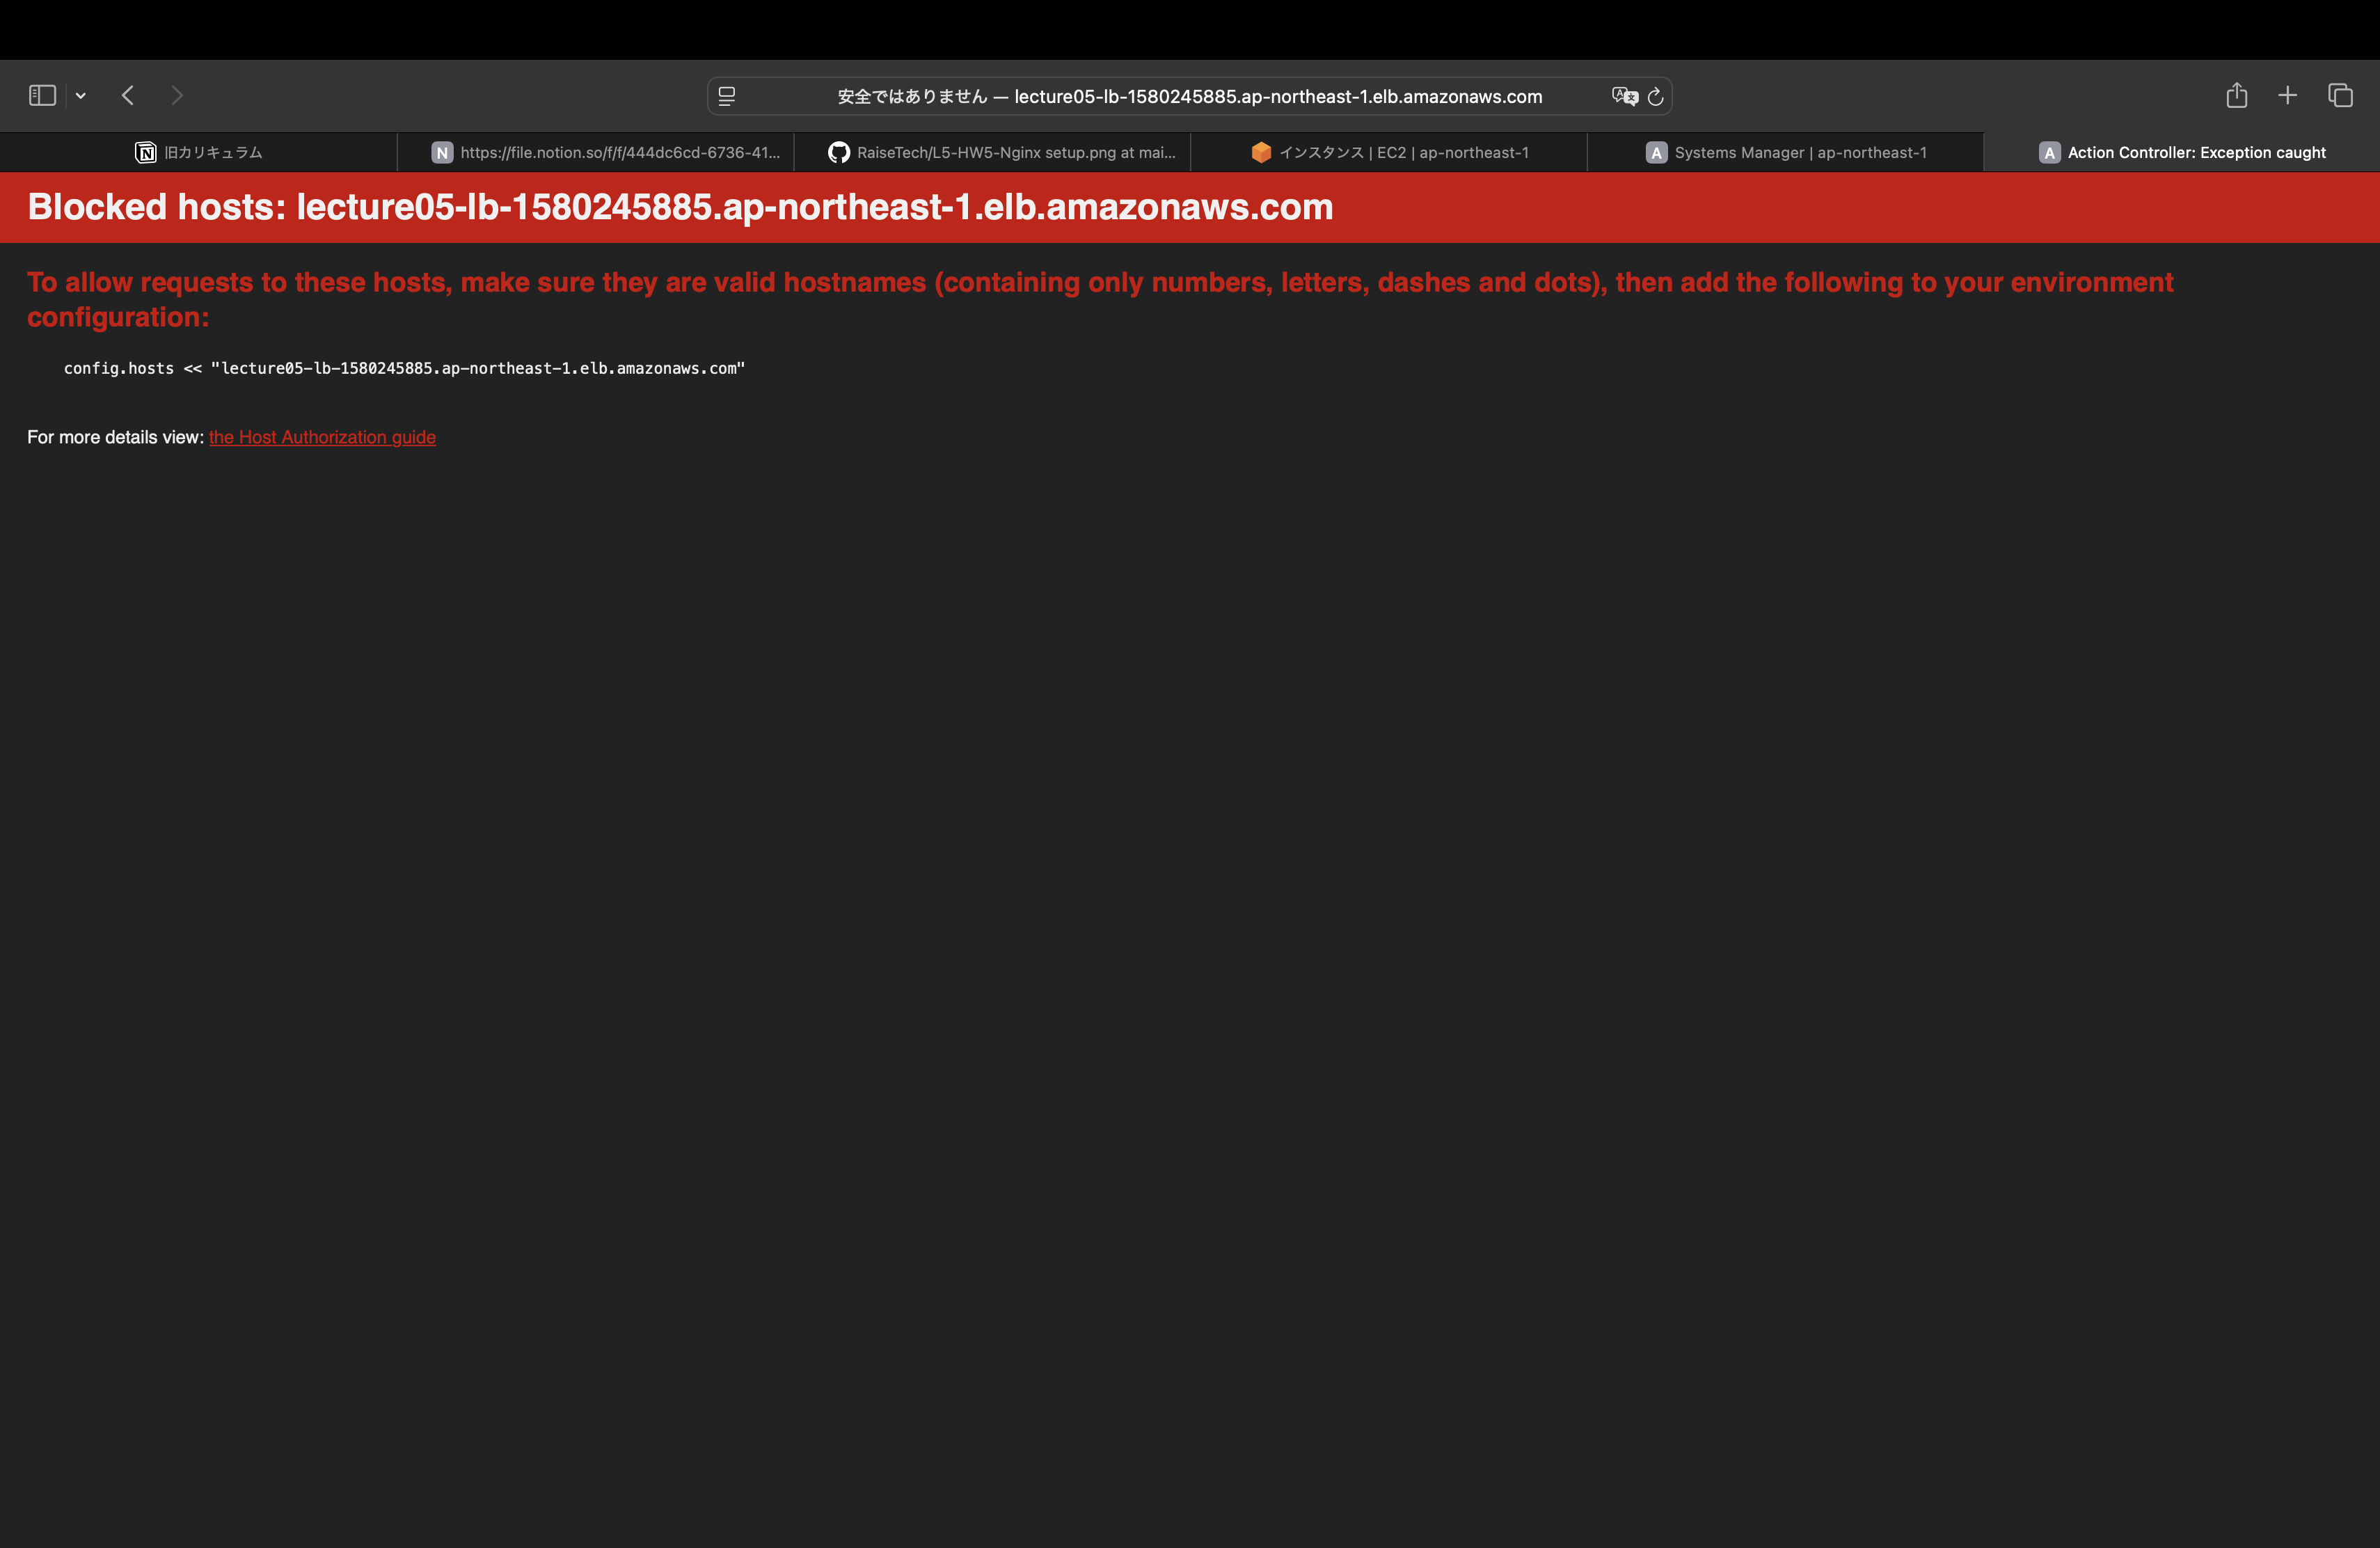 安全ではありません — lecture05-lb-1580245885.ap-northeast-1.elb.amazonaws.com
旧カリキュラム
N https://file.notion.so/f/f/444dc6cd-6736-41...
RaiseTech/L5-HW5-Nginx setup.png at mai...
インスタンス | EC2 | ap-northeast-1
A Systems Manager | ap-northeast-1
A Action Controller: Exception caught
Blocked hosts: lecture05-lb-1580245885.ap-northeast-1.elb.amazonaws.com
To allow requests to these hosts, make sure they are valid hostnames (containing only numbers, letters, dashes and dots), then add the following to your environment
configuration:
config.hosts << "lecture05-lb-1580245885.ap-northeast-1.elb.amazonaws.com"
For more details view: the Host Authorization guide